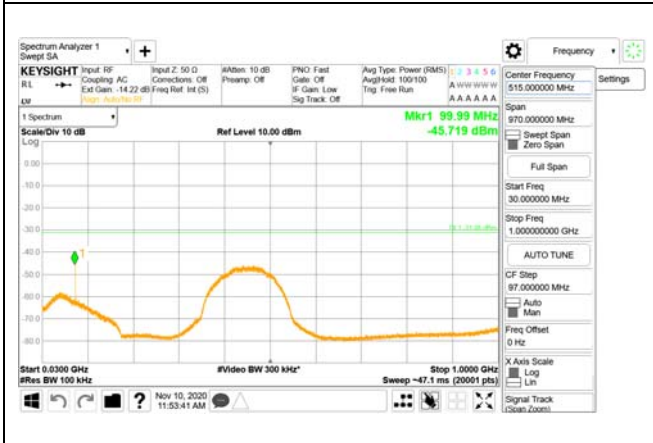 Spectrum Analyzer 1
Swept SA
Frequency
KEYSIGHT
Input: RF
Coupling: AC
Ext Gain: -14.22 dB
Align: Auto/No RF
Input Z: 50 Ω
Corrections: Off
Freq Ref: Int (S)
#Atten: 10 dB
Preamp: Off
PNO: Fast
Gate: Off
IF Gain: Low
Sig Track: Off
Avg Type: Power (RMS)
Avg|Hold: 100/100
Trig: Free Run
1 2 3 4 5 6
A W W W W W
A A A A A A
RL
1 Spectrum
Scale/Div 10 dB
Log
Ref Level 10.00 dBm
Mkr1 99.99 MHz
-45.719 dBm
0.00
-10.0
-20.0
-30.0
-40.0
-50.0
-60.0
-70.0
-80.0
1
Start 0.0300 GHz
#Res BW 100 kHz
#Video BW 300 kHz*
Stop 1.0000 GHz
Sweep ~47.1 ms (20001 pts)
Nov 10, 2020
11:53:41 AM
Center Frequency
515.000000 MHz
Settings
Span
970.000000 MHz
Swept Span
Zero Span
Full Span
Start Freq
30.000000 MHz
Stop Freq
1.000000000 GHz
AUTO TUNE
CF Step
97.000000 MHz
Auto
Man
Freq Offset
0 Hz
X Axis Scale
Log
Lin
Signal Track
(Span Zoom)